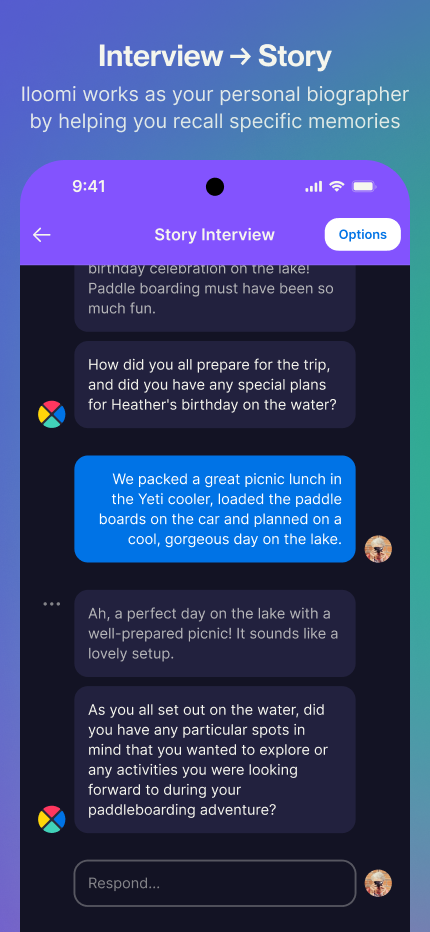 Interview → Story
Iloomi works as your personal biographer
by helping you recall specific memories
9:41
Story Interview
Options
birthday celebration on the lake!
Paddle boarding must have been so
much fun.
How did you all prepare for the trip,
and did you have any special plans
for Heather's birthday on the water?
We packed a great picnic lunch in
the Yeti cooler, loaded the paddle
boards on the car and planned on a
cool, gorgeous day on the lake.
Ah, a perfect day on the lake with a
well-prepared picnic! It sounds like a
lovely setup.
As you all set out on the water, did
you have any particular spots in
mind that you wanted to explore or
any activities you were looking
forward to during your
paddleboarding adventure?
Respond...